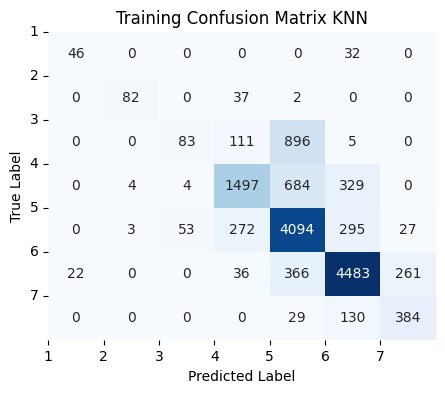 Training Confusion Matrix KNN
1
46 0 0 0 0 32 0
2
0 82 0 37 2 0 0
3
0 0 83 111 896 5 0
4
0 4 4 1497 684 329 0
5
0 3 53 272 4094 295 27
6
22 0 0 36 366 4483 261
7
0 0 0 0 29 130 384
True Label
1 2 3 4 5 6 7
Predicted Label